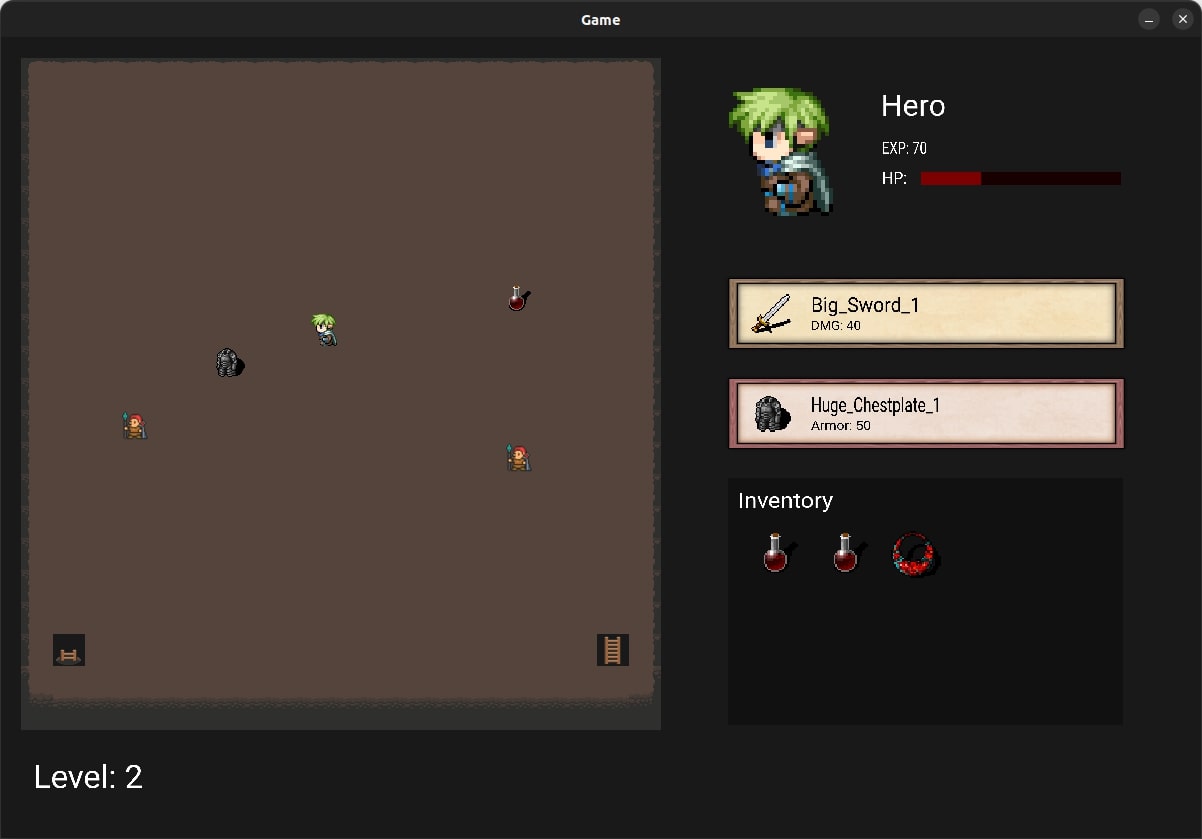 Game
Hero
EXP: 70
HP:
Big_Sword_1
DMG: 40
Huge_Chestplate_1
Armor: 50
Inventory
Level: 2